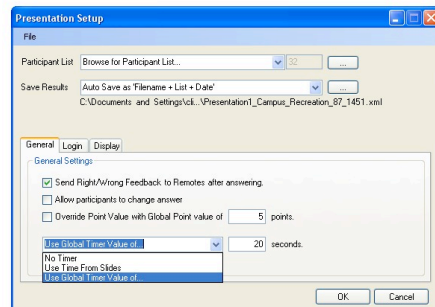 Presentation Setup
File
Participant List Browse for Participant List... 32 ...
Save Results Auto Save as 'Filename + List + Date' ...
C:\Documents and Settings\cli...\Presentation1_Campus_Recreation_87_1451.xml
General Login Display
General Settings
Send Right/Wrong Feedback to Remotes after answering.
Allow participants to change answer
Override Point Value with Global Point value of 5 points.
Use Global Timer Value of... 20 seconds.
No Timer
Use Time From Slides
Use Global Timer Value of...
OK Cancel